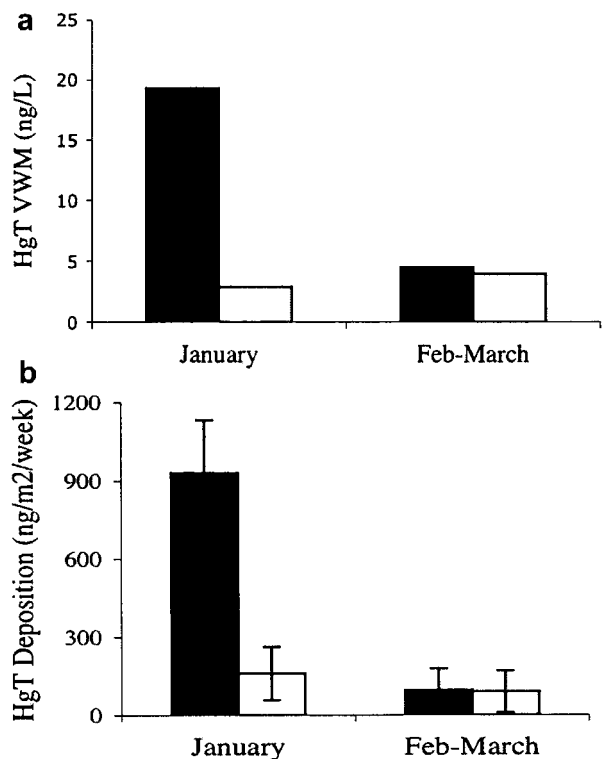 a
HgT VWM (ng/L)
25
20
15
10
5
0
January Feb-March
b
HgT Deposition (ng/m2/week)
1200
900
600
300
0
January Feb-March